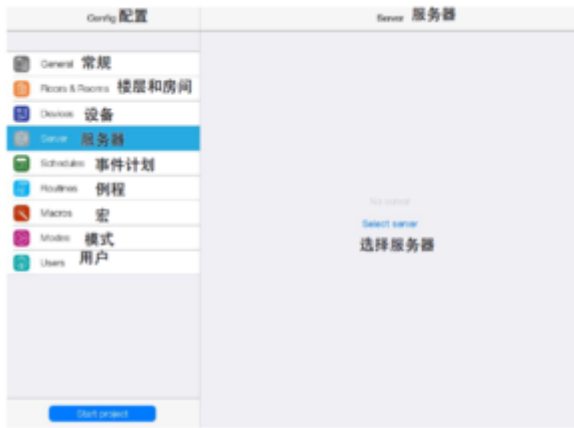 Config 配置
Server 服务器
General 常规
Floors & Rooms 楼层和房间
Devices 设备
Server 服务器
Schedules 事件计划
Routines 例程
Macros 宏
Modes 模式
Users 用户
No server
Select server
选择服务器
Start project